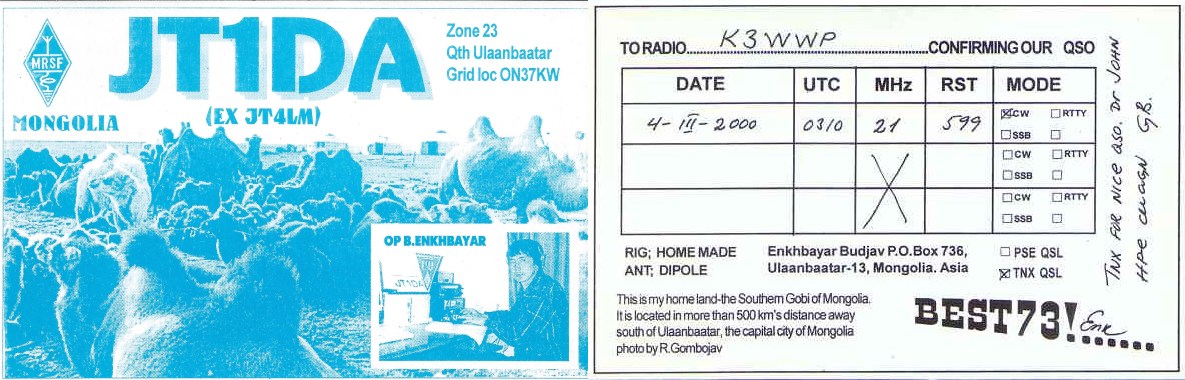 JT1DA
Zone 23
Qth Ulaanbaatar
Grid loc ON37KW
MRSF
MONGOLIA
(EX JT4LM)
OP B.ENKHBAYAR
TO RADIO K3WWP CONFIRMING OUR QSO
DATE UTC MHz RST MODE
4-III-2000 0310 21 599 CW RTTY
SSB
CW RTTY
SSB
CW RTTY
SSB
RIG; HOME MADE
ANT; DIPOLE
Enkhbayar Budjav P.O.Box 736,
Ulaanbaatar-13, Mongolia. Asia
PSE QSL
TNX QSL
This is my home land-the Southern Gobi of Mongolia.
It is located in more than 500 km's distance away
south of Ulaanbaatar, the capital city of Mongolia
photo by R.Gombojav
BEST 73!
Enk
TNX FOR NICE QSO. Dr JOHN
HPE cuagn GB.